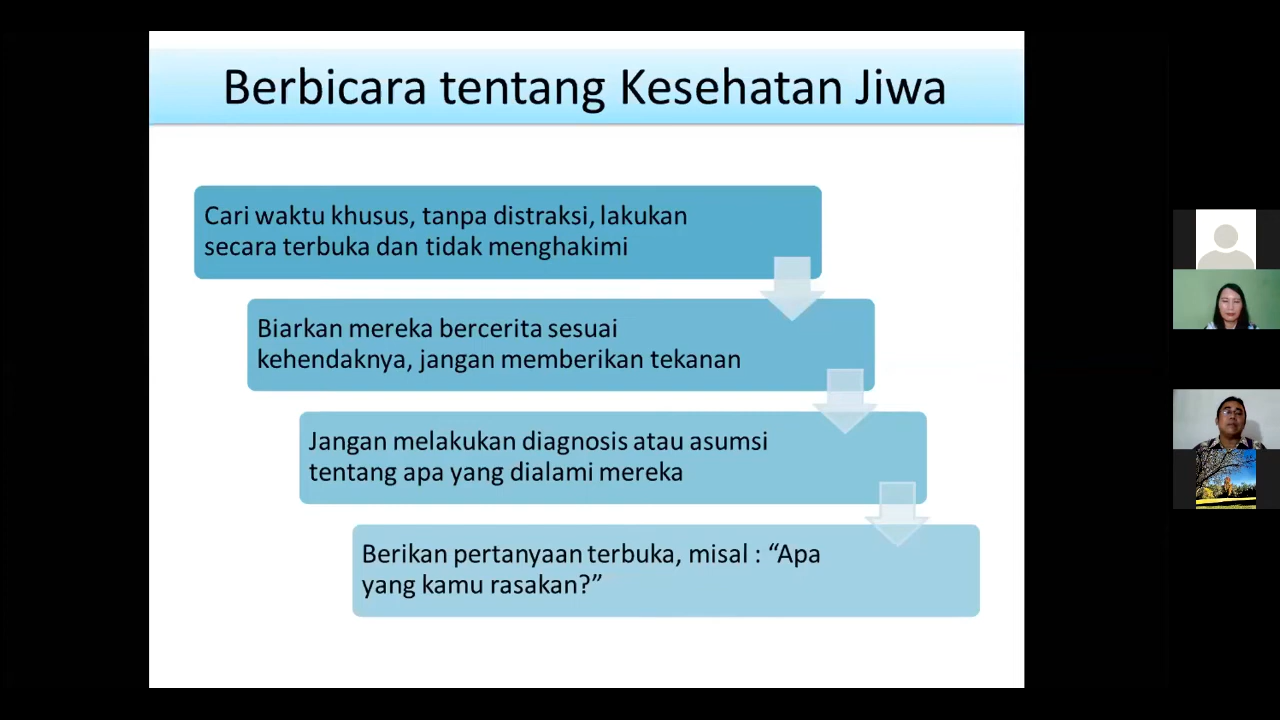 Berbicara tentang Kesehatan Jiwa
Cari waktu khusus, tanpa distraksi, lakukan
secara terbuka dan tidak menghakimi
Biarkan mereka bercerita sesuai
kehendaknya, jangan memberikan tekanan
Jangan melakukan diagnosis atau asumsi
tentang apa yang dialami mereka
Berikan pertanyaan terbuka, misal : “Apa
yang kamu rasakan?”